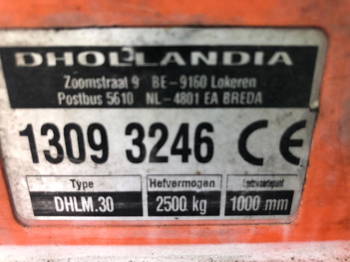 DHOLLANDIA
Zoomstraat 9 BE-9160 Lokeren
Postbus 5610 NL-4801 EA BREDA
1309 3246 CE
Type Hefvermogen
DHLM.30 2500 kg 1000 mm